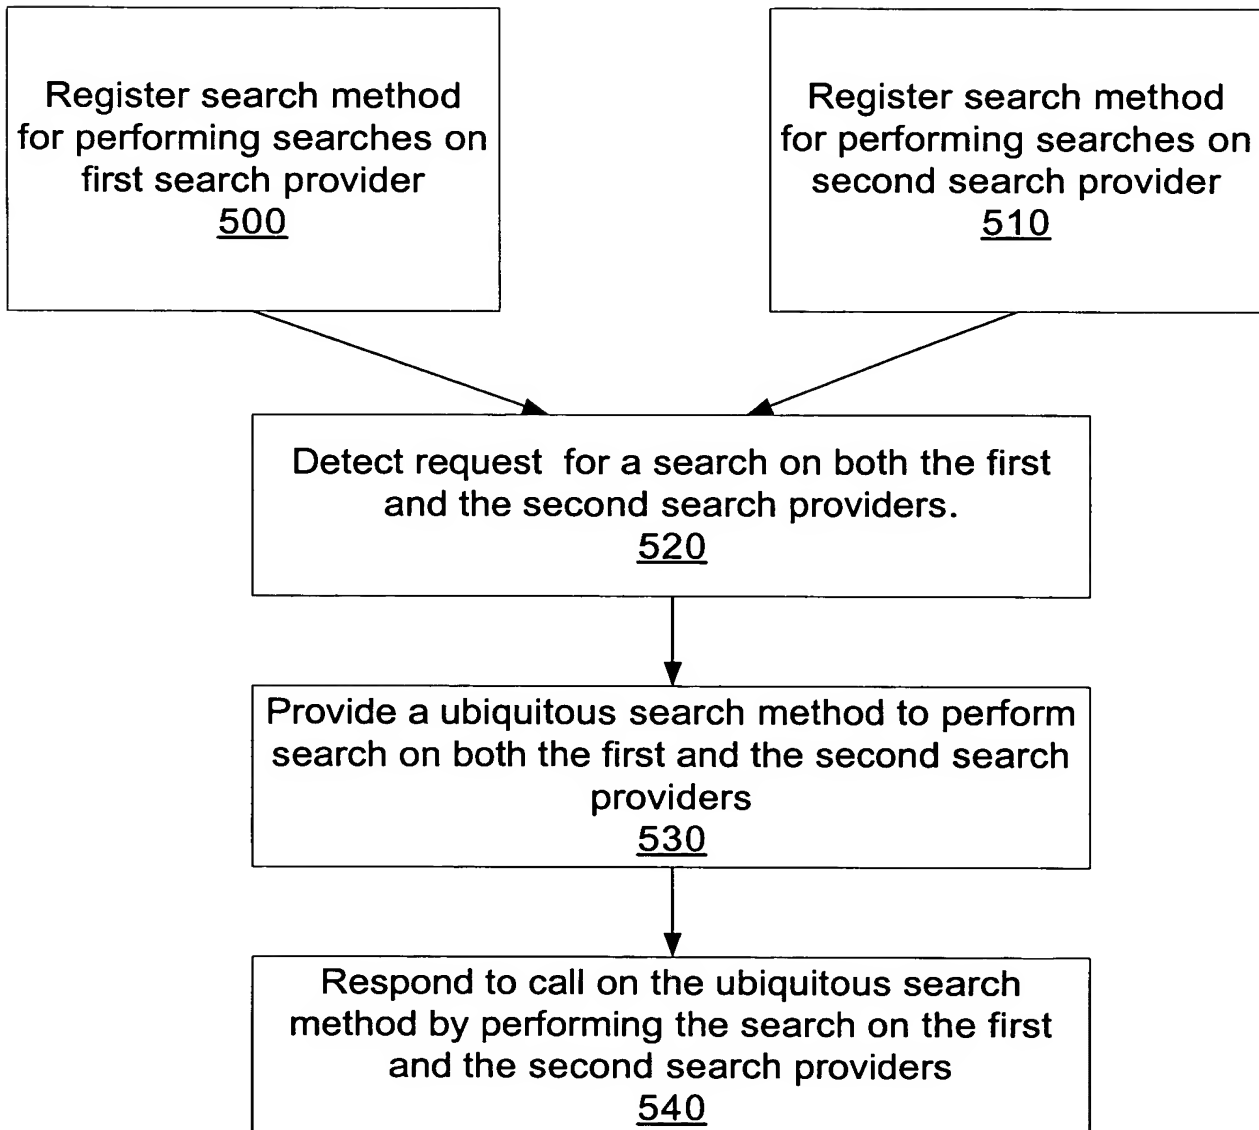 Register search method
for performing searches on
first search provider
500
Register search method
for performing searches on
second search provider
510
Detect request for a search on both the first
and the second search providers.
520
Provide a ubiquitous search method to perform
search on both the first and the second search
providers
530
Respond to call on the ubiquitous search
method by performing the search on the first
and the second search providers
540